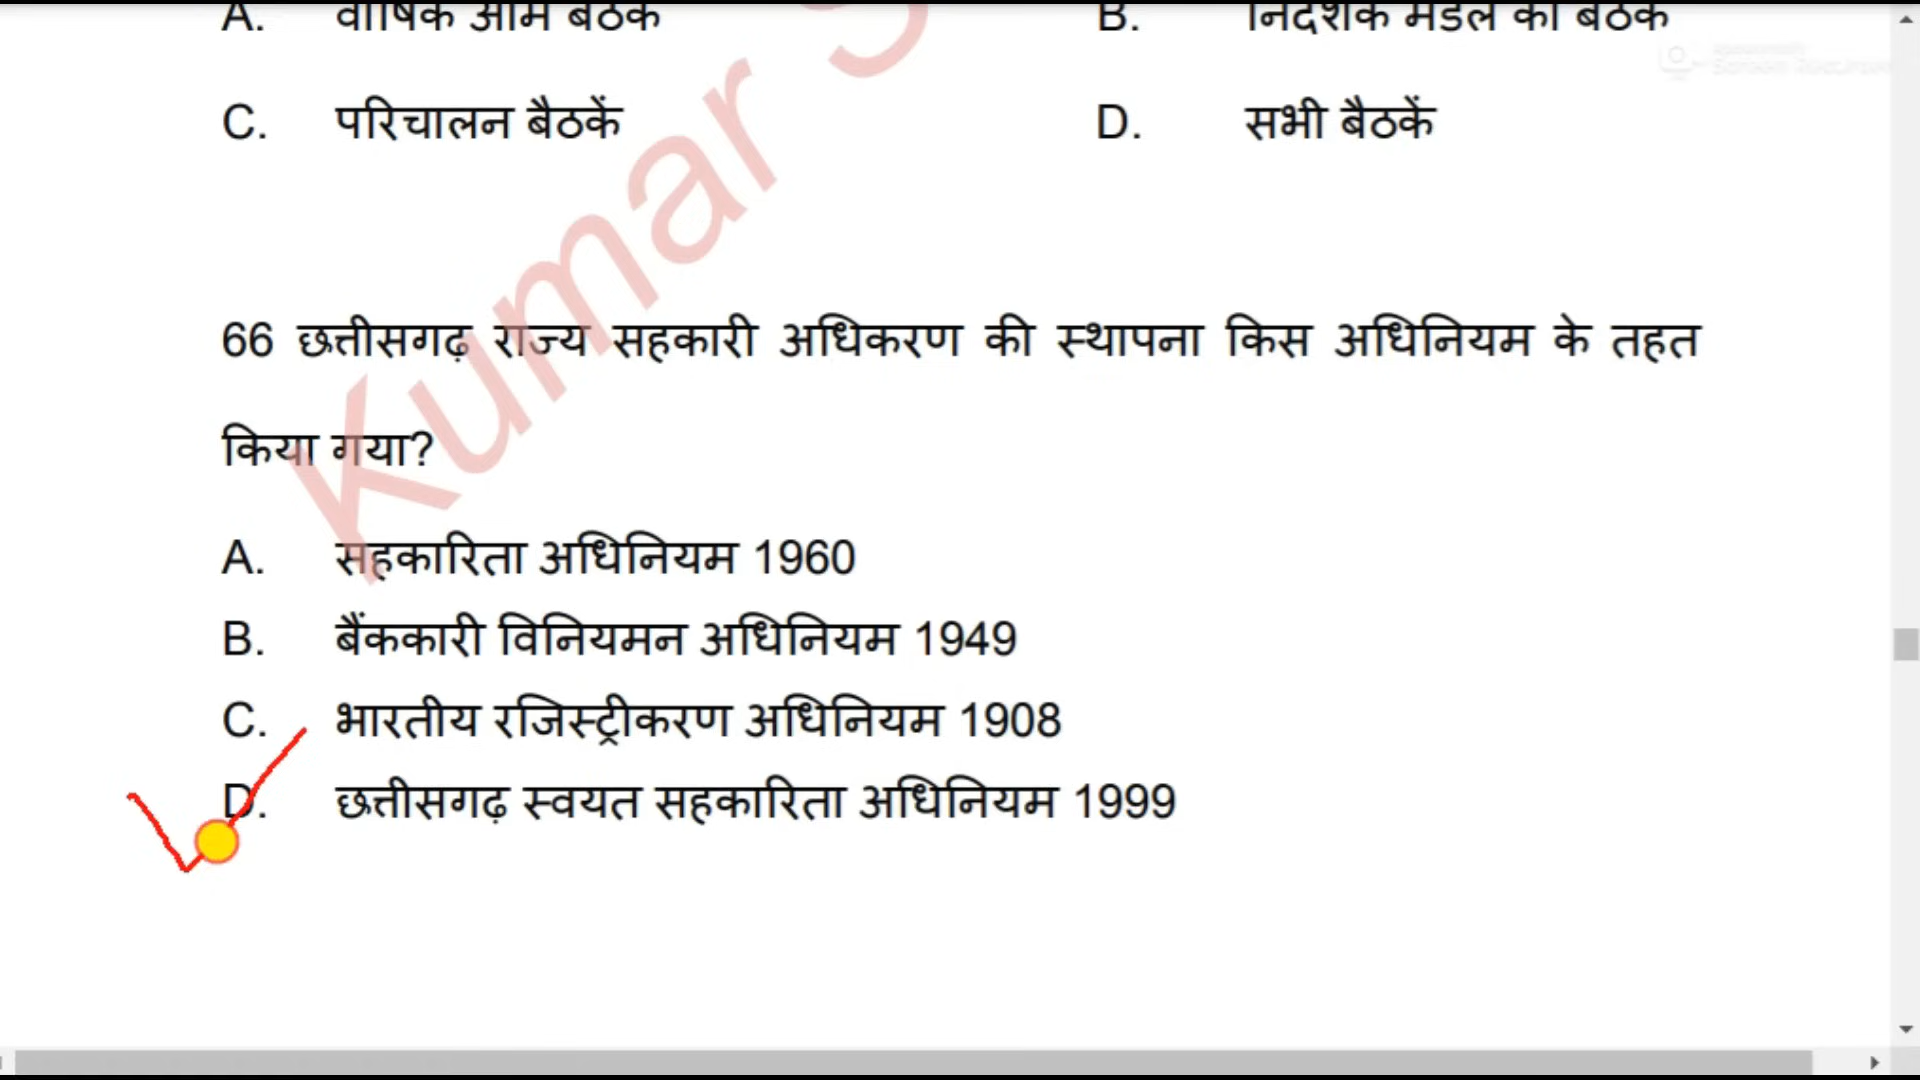 A. वार्षिक आम बैठक B. निदेशक मंडल की बैठक
C. परिचालन बैठकें D. सभी बैठकें
66 छत्तीसगढ़ राज्य सहकारी अधिकरण की स्थापना किस अधिनियम के तहत
किया गया?
A. सहकारिता अधिनियम 1960
B. बैंककारी विनियमन अधिनियम 1949
C. भारतीय रजिस्ट्रीकरण अधिनियम 1908
D. छत्तीसगढ़ स्वयत सहकारिता अधिनियम 1999
Kumar S